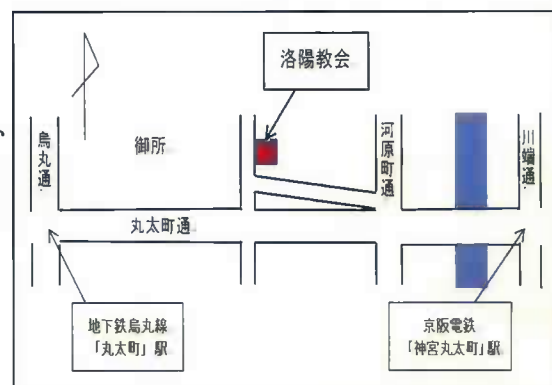 洛陽教会
烏丸通
御所
河原町通
川端通
丸太町通
地下鉄烏丸線
「丸太町」駅
京阪電鉄
「神宮丸太町」駅